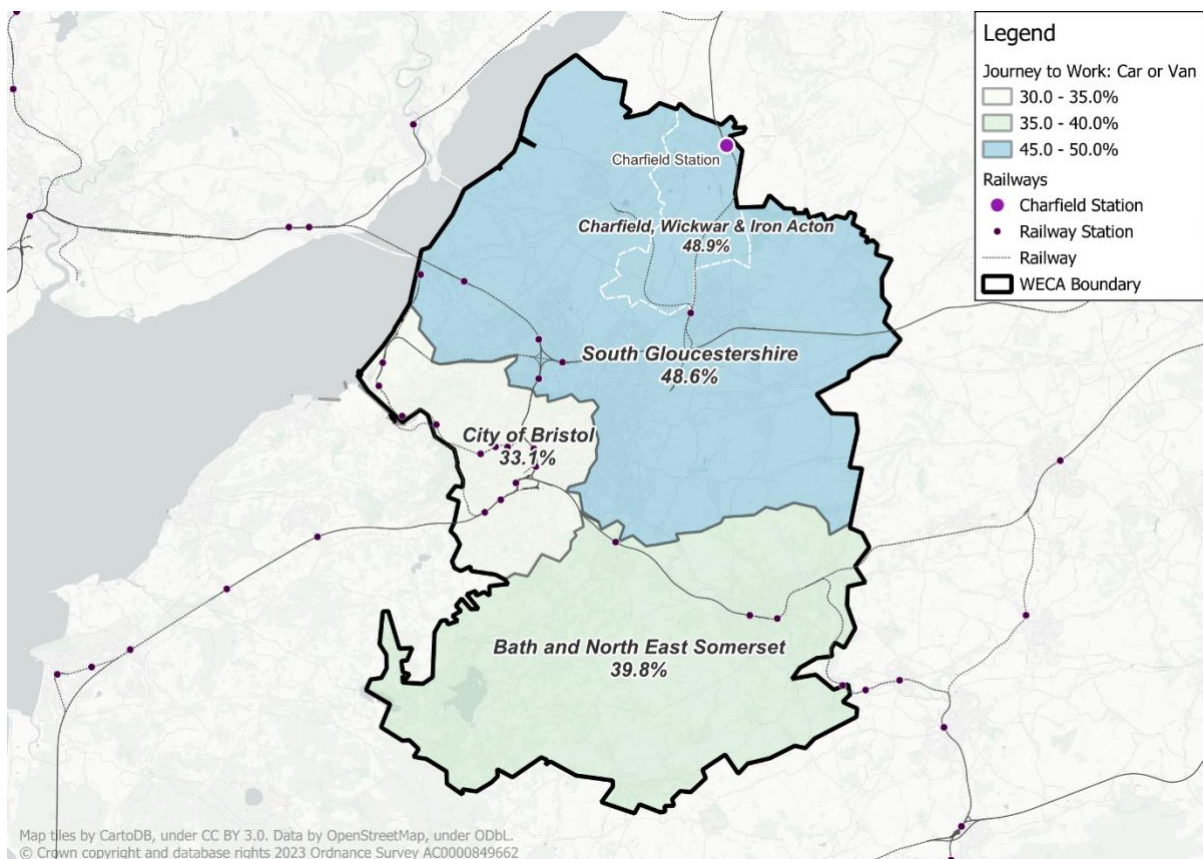 Legend
Journey to Work: Car or Van
30.0 - 35.0%
35.0 - 40.0%
45.0 - 50.0%
Railways
Charfield Station
Railway Station
Railway
WECA Boundary
Charfield Station
Charfield, Wickwar & Iron Acton
48.9%
South Gloucestershire
48.6%
City of Bristol
33.1%
Bath and North East Somerset
39.8%
Map tiles by CartoDB, under CC BY 3.0. Data by OpenStreetMap, under ODbL.
© Crown copyright and database rights 2023 Ordnance Survey AC0000849662